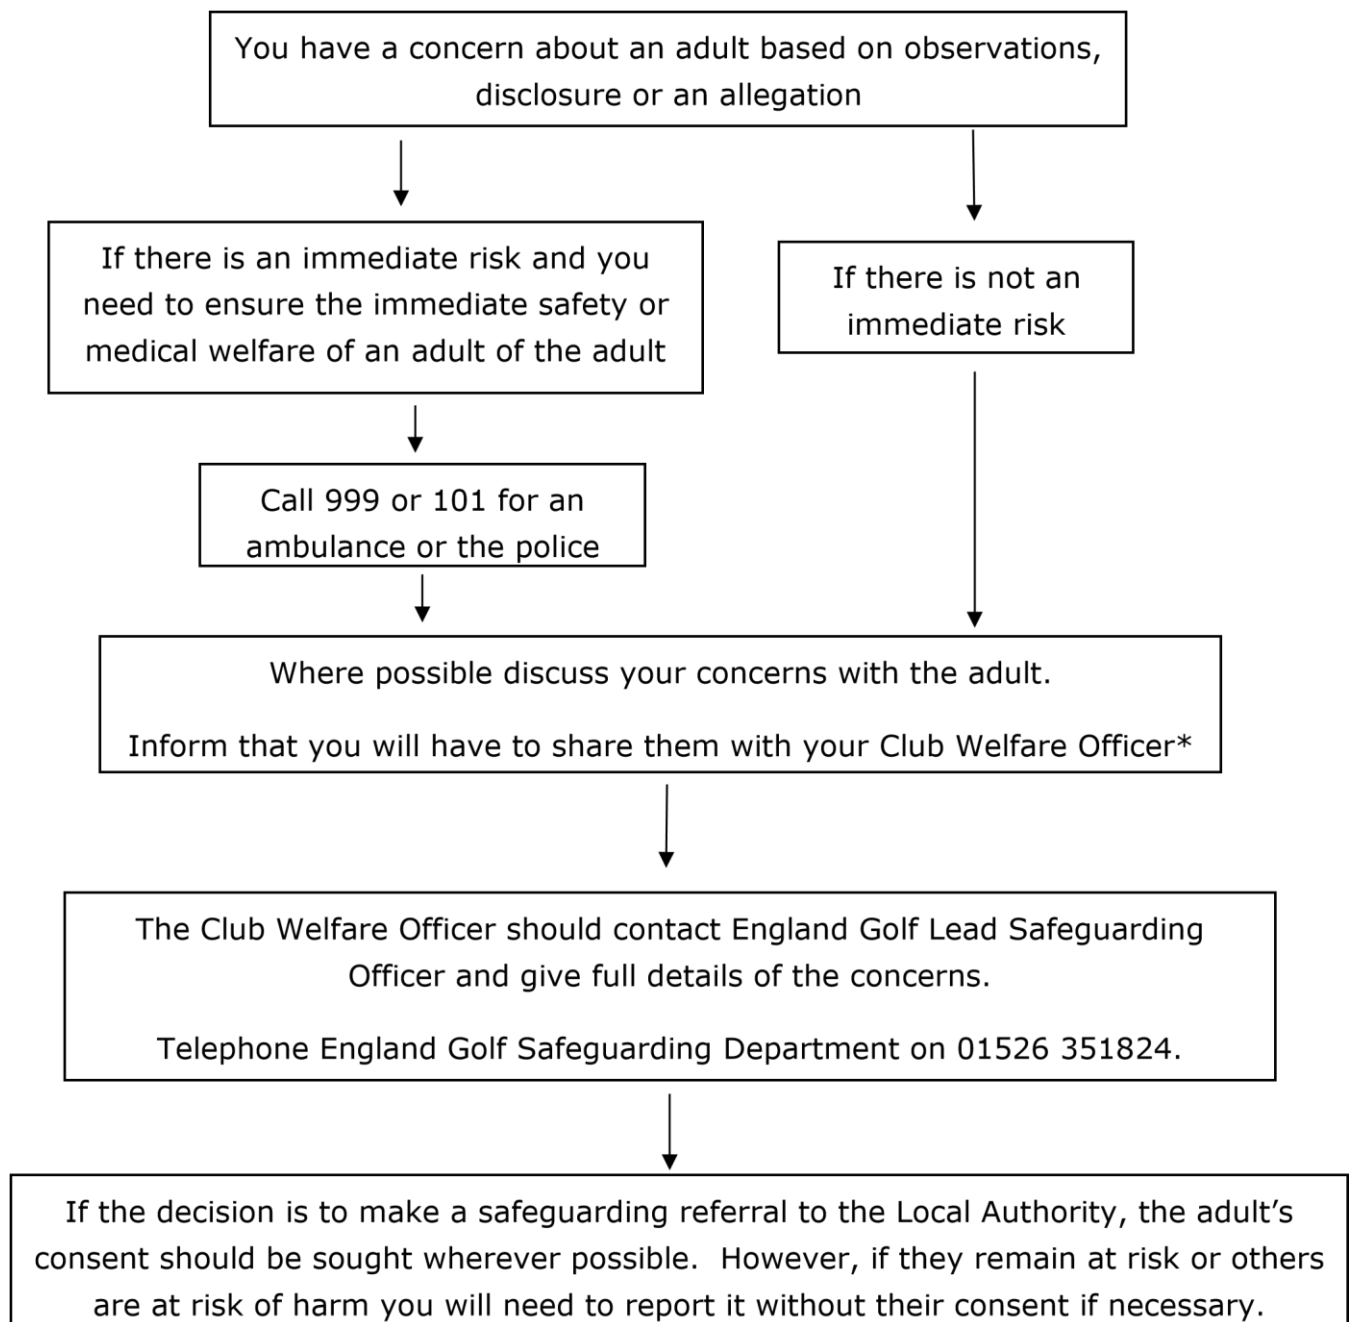 You have a concern about an adult based on observations,
disclosure or an allegation
If there is an immediate risk and you
need to ensure the immediate safety or
medical welfare of an adult of the adult
If there is not an
immediate risk
Call 999 or 101 for an
ambulance or the police
Where possible discuss your concerns with the adult.
Inform that you will have to share them with your Club Welfare Officer*
The Club Welfare Officer should contact England Golf Lead Safeguarding
Officer and give full details of the concerns.
Telephone England Golf Safeguarding Department on 01526 351824.
If the decision is to make a safeguarding referral to the Local Authority, the adult’s
consent should be sought wherever possible.  However, if they remain at risk or others
are at risk of harm you will need to report it without their consent if necessary.